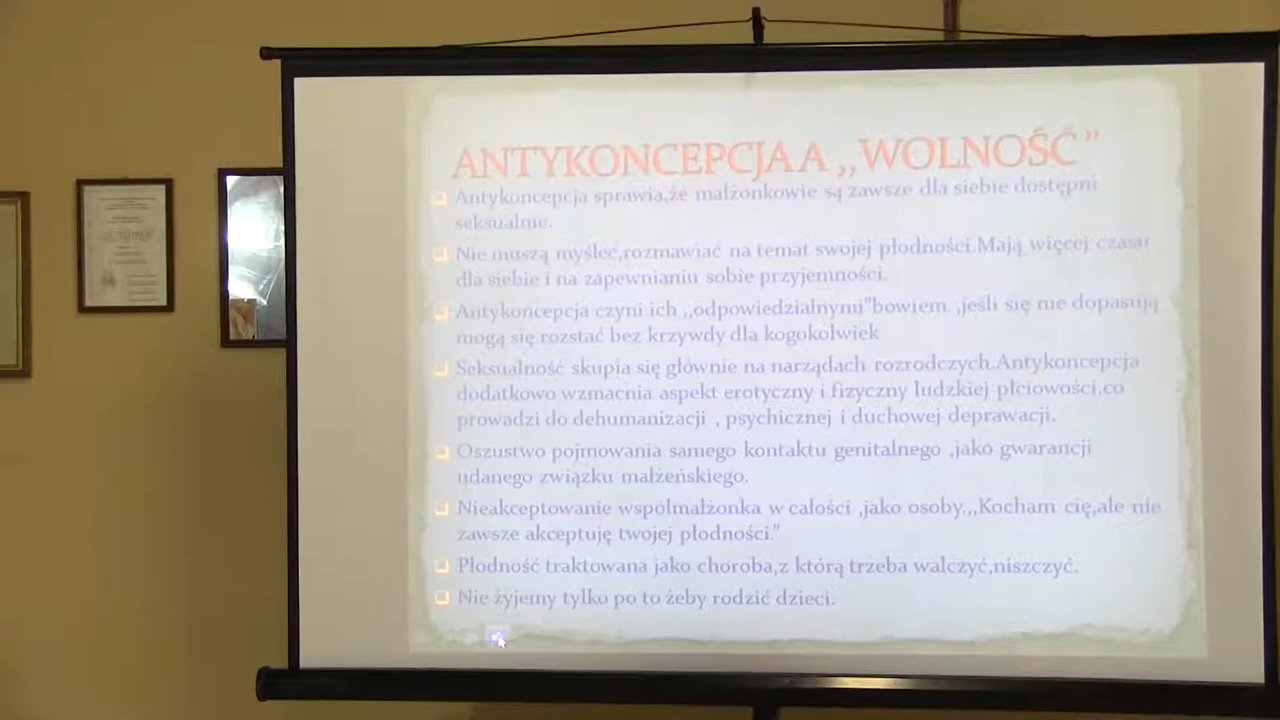 ANTYKONCEPCJA A ,,WOLNOŚĆ”
Antykoncepcja sprawia,że małżonkowie są zawsze dla siebie dostępni
seksualnie.
Nie muszą myśleć,rozmawiać na temat swojej płodności.Mają więcej czasu
dla siebie i na zapewnianiu sobie przyjemności.
Antykoncepcja czyni ich ,,odpowiedzialnymi”bowiem ,jeśli się nie dopasują
mogą się rozstać bez krzywdy dla kogokolwiek
Seksualność skupia się głównie na narządach rozrodczych.Antykoncepcja
dodatkowo wzmacnia aspekt erotyczny i fizyczny ludzkiej płciowości,co
prowadzi do dehumanizacji , psychicznej i duchowej deprawacji.
Oszustwo pojmowania samego kontaktu genitalnego ,jako gwarancji
udanego związku małżeńskiego.
Nieakceptowanie współmałżonka w całości ,jako osoby.,,Kocham cię,ale nie
zawsze akceptuję twojej płodności.”
Płodność traktowana jako choroba,z którą trzeba walczyć,niszczyć.
Nie żyjemy tylko po to żeby rodzić dzieci.